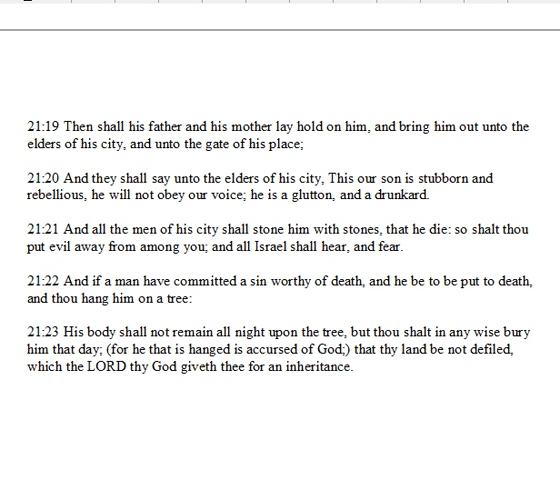 21:19 Then shall his father and his mother lay hold on him, and bring him out unto the
elders of his city, and unto the gate of his place;
21:20 And they shall say unto the elders of his city, This our son is stubborn and
rebellious, he will not obey our voice; he is a glutton, and a drunkard.
21:21 And all the men of his city shall stone him with stones, that he die: so shalt thou
put evil away from among you; and all Israel shall hear, and fear.
21:22 And if a man have committed a sin worthy of death, and he be to be put to death,
and thou hang him on a tree:
21:23 His body shall not remain all night upon the tree, but thou shalt in any wise bury
him that day; (for he that is hanged is accursed of God;) that thy land be not defiled,
which the LORD thy God giveth thee for an inheritance.